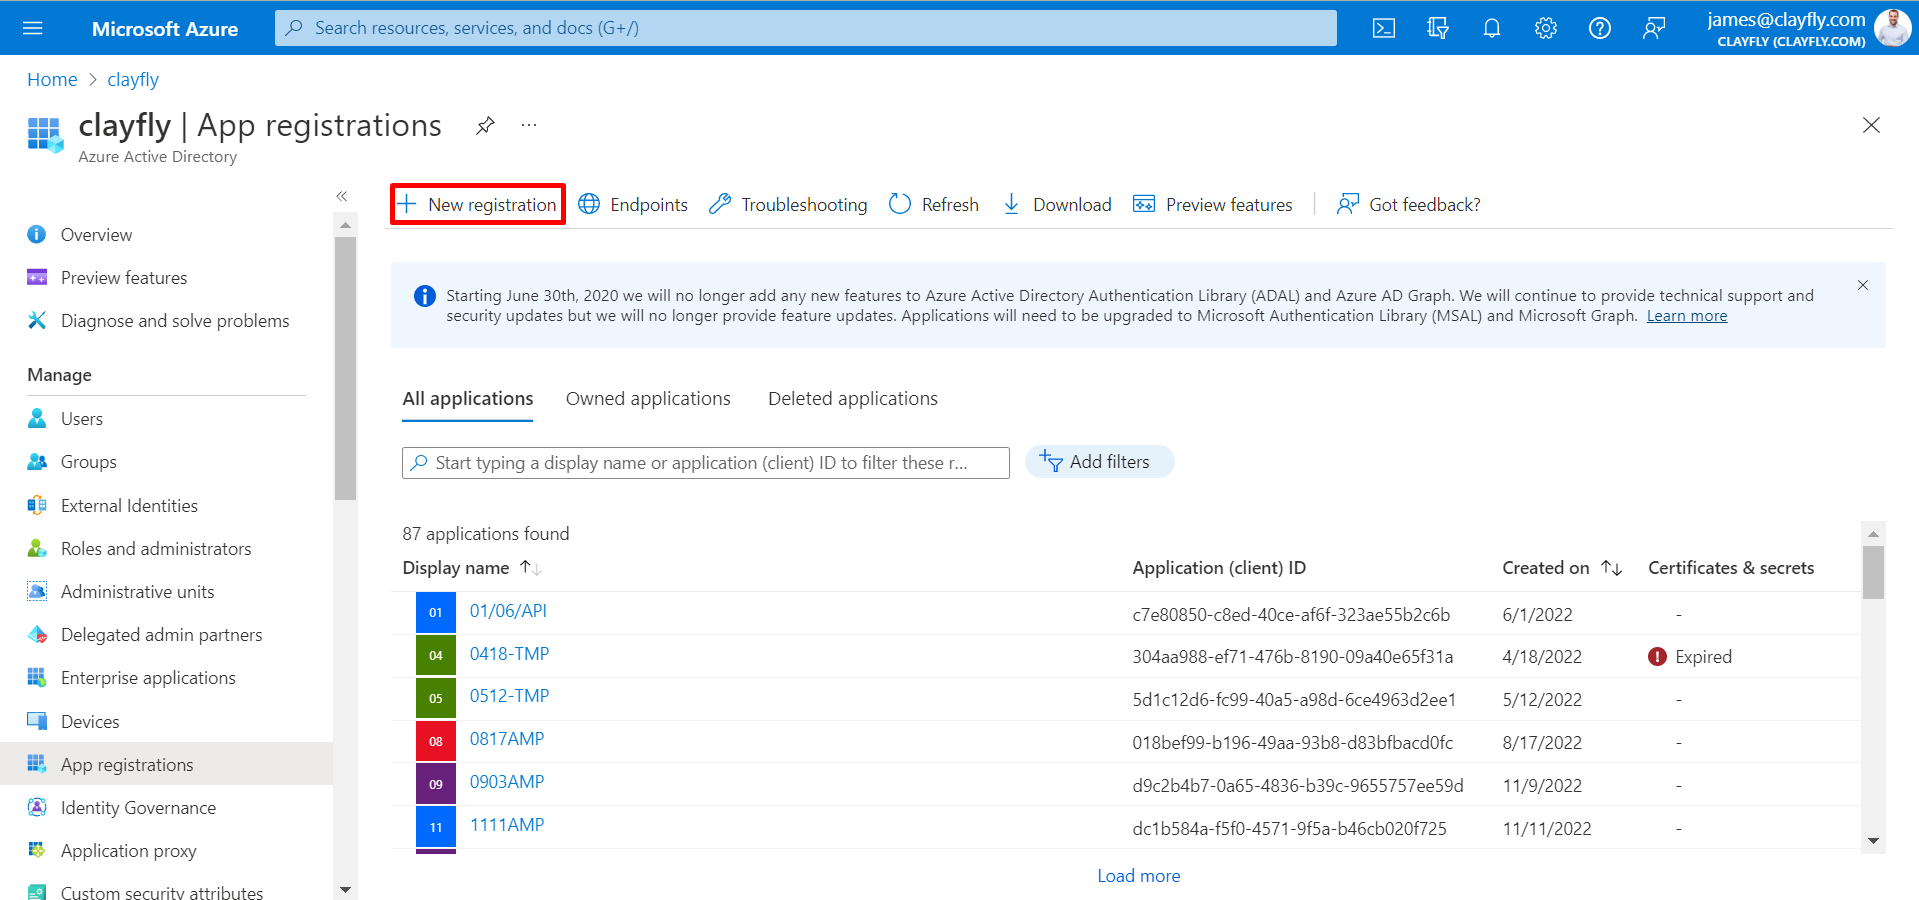 Microsoft Azure
Search resources, services, and docs (G+/)
james@clayfly.com
CLAYFLY (CLAYFLY.COM)
Home > clayfly
clayfly | App registrations
...
Azure Active Directory
Overview
Preview features
Diagnose and solve problems
Manage
Users
Groups
External Identities
Roles and administrators
Administrative units
Delegated admin partners
Enterprise applications
Devices
App registrations
Identity Governance
Application proxy
Custom security attributes
New registration
Endpoints
Troubleshooting
Refresh
Download
Preview features
Got feedback?
Starting June 30th, 2020 we will no longer add any new features to Azure Active Directory Authentication Library (ADAL) and Azure AD Graph. We will continue to provide technical support and
security updates but we will no longer provide feature updates. Applications will need to be upgraded to Microsoft Authentication Library (MSAL) and Microsoft Graph. Learn more
All applications
Owned applications
Deleted applications
Start typing a display name or application (client) ID to filter these r...
Add filters
87 applications found
Display name Application (client) ID Created on Certificates & secrets
01 01/06/API c7e80850-c8ed-40ce-af6f-323ae55b2c6b 6/1/2022 -
04 0418-TMP 304aa988-ef71-476b-8190-09a40e65f31a 4/18/2022 Expired
05 0512-TMP 5d1c12d6-fc99-40a5-a98d-6ce4963d2ee1 5/12/2022 -
08 0817AMP 018bef99-b196-49aa-93b8-d83bfbacd0fc 8/17/2022 -
09 0903AMP d9c2b4b7-0a65-4836-b39c-9655757ee59d 11/9/2022 -
11 1111AMP dc1b584a-f5f0-4571-9f5a-b46cb020f725 11/11/2022 -
Load more